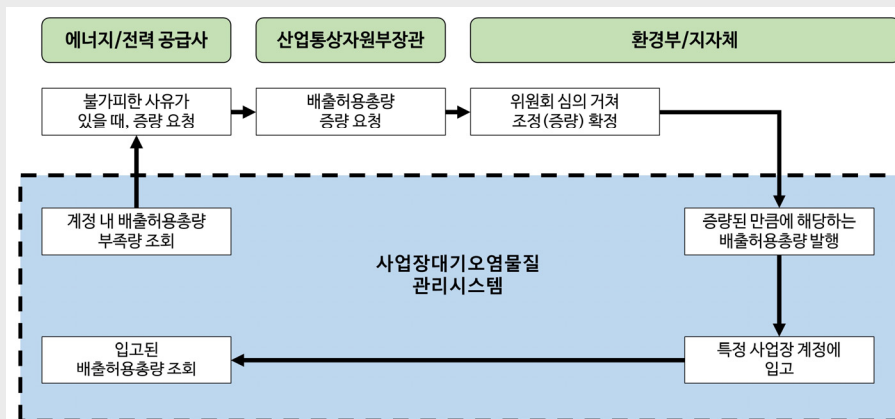 에너지/전력 공급사
산업통상자원부장관
환경부/지자체
불가피한 사유가
있을 때, 증량 요청
배출허용총량
증량 요청
위원회 심의 거쳐
조정(증량) 확정
계정 내 배출허용총량
부족량 조회
사업장대기오염물질
관리시스템
증량된 만큼에 해당하는
배출허용총량 발행
입고된
배출허용총량 조회
특정 사업장 계정에
입고